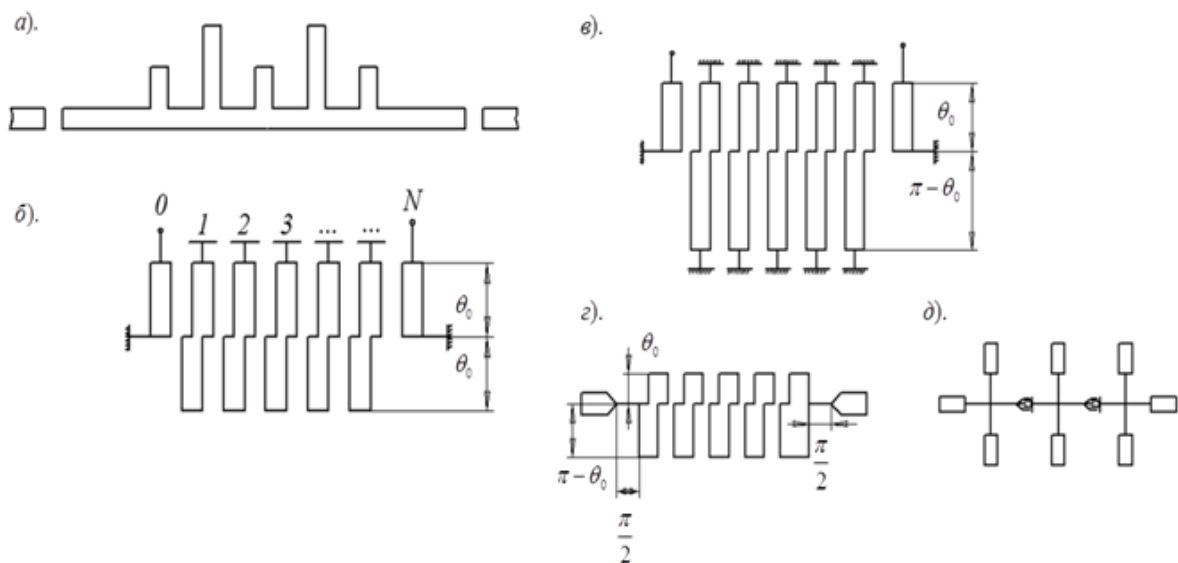 а).
б).
0
1
2
3
...
...
N
θ₀
θ₀
в).
θ₀
π − θ₀
г).
θ₀
π − θ₀
π/2
π/2
д).